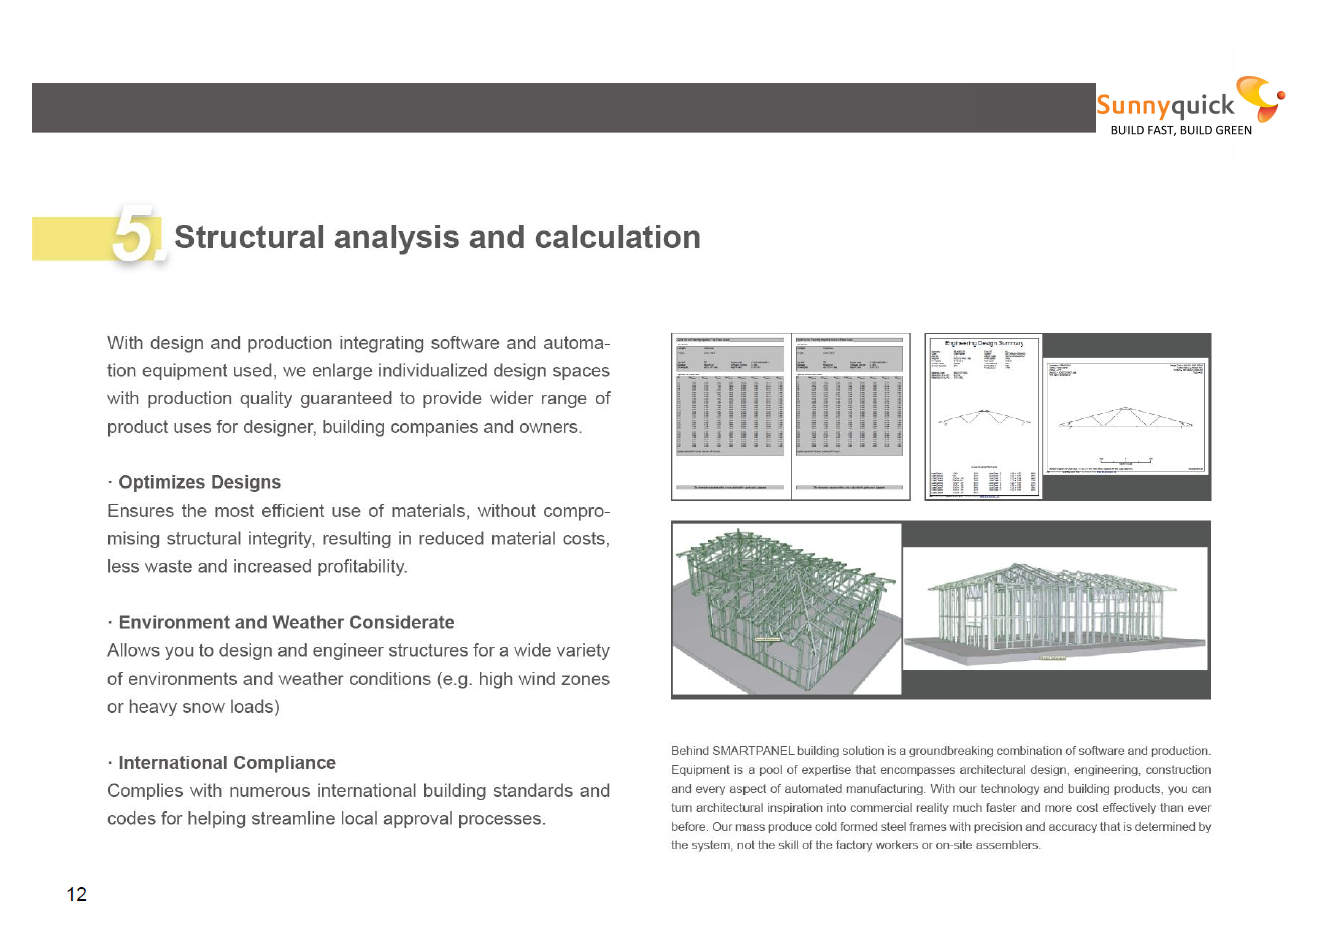 Sunnyquick
BUILD FAST, BUILD GREEN
5. Structural analysis and calculation
With design and production integrating software and automa-
tion equipment used, we enlarge individualized design spaces
with production quality guaranteed to provide wider range of
product uses for designer, building companies and owners.
· Optimizes Designs
Ensures the most efficient use of materials, without compro-
mising structural integrity, resulting in reduced material costs,
less waste and increased profitability.
· Environment and Weather Considerate
Allows you to design and engineer structures for a wide variety
of environments and weather conditions (e.g. high wind zones
or heavy snow loads)
· International Compliance
Complies with numerous international building standards and
codes for helping streamline local approval processes.
Engineering Design Summary
Behind SMARTPANEL building solution is a groundbreaking combination of software and production.
Equipment is a pool of expertise that encompasses architectural design, engineering, construction
and every aspect of automated manufacturing. With our technology and building products, you can
turn architectural inspiration into commercial reality much faster and more cost effectively than ever
before. Our mass produce cold formed steel frames with precision and accuracy that is determined by
the system, not the skill of the factory workers or on-site assemblers.
12